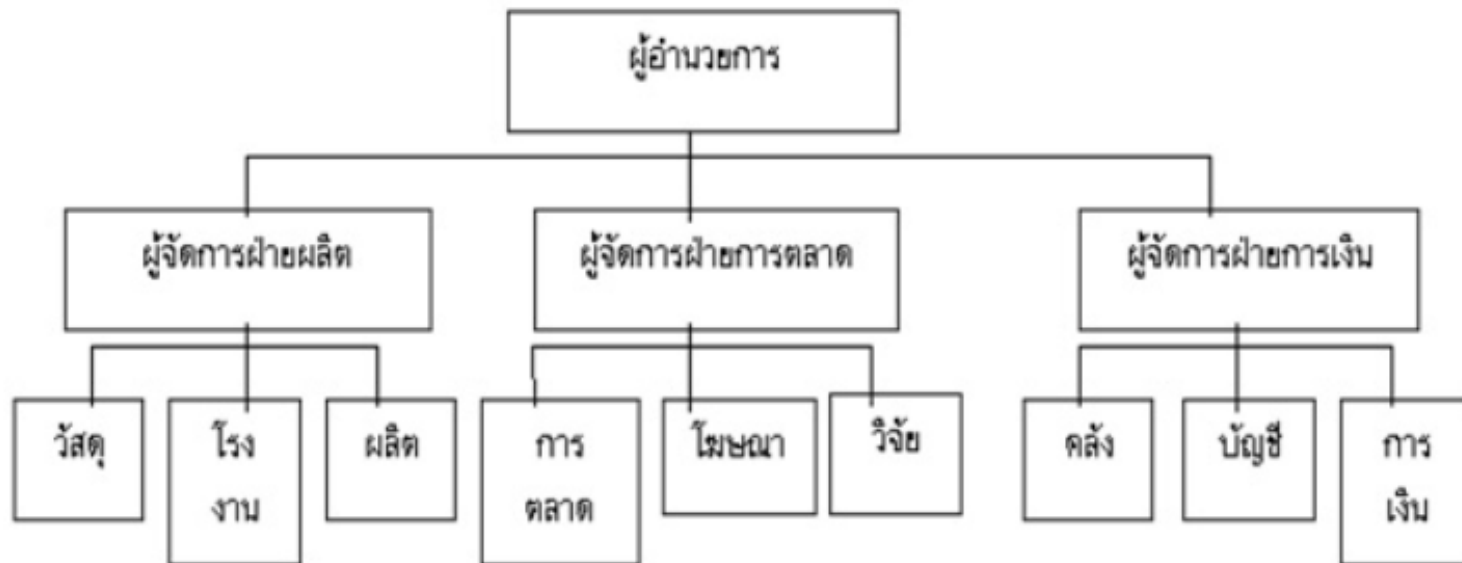 ผู้อำนวยการ
ผู้จัดการฝ่ายผลิต
ผู้จัดการฝ่ายการตลาด
ผู้จัดการฝ่ายการเงิน
วัสดุ
โรง
งาน
ผลิต
การ
ตลาด
โฆษณา
วิจัย
คลัง
บัญชี
การ
เงิน